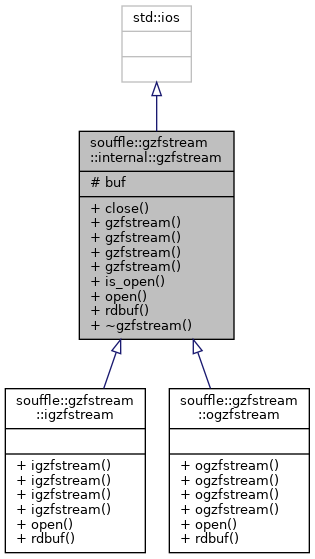 std::ios
souffle::gzfstream
::internal::gzfstream
# buf
+ close()
+ gzfstream()
+ gzfstream()
+ gzfstream()
+ gzfstream()
+ is_open()
+ open()
+ rdbuf()
+ ~gzfstream()
souffle::gzfstream
::igzfstream
+ igzfstream()
+ igzfstream()
+ igzfstream()
+ igzfstream()
+ open()
+ rdbuf()
souffle::gzfstream
::ogzfstream
+ ogzfstream()
+ ogzfstream()
+ ogzfstream()
+ ogzfstream()
+ open()
+ rdbuf()